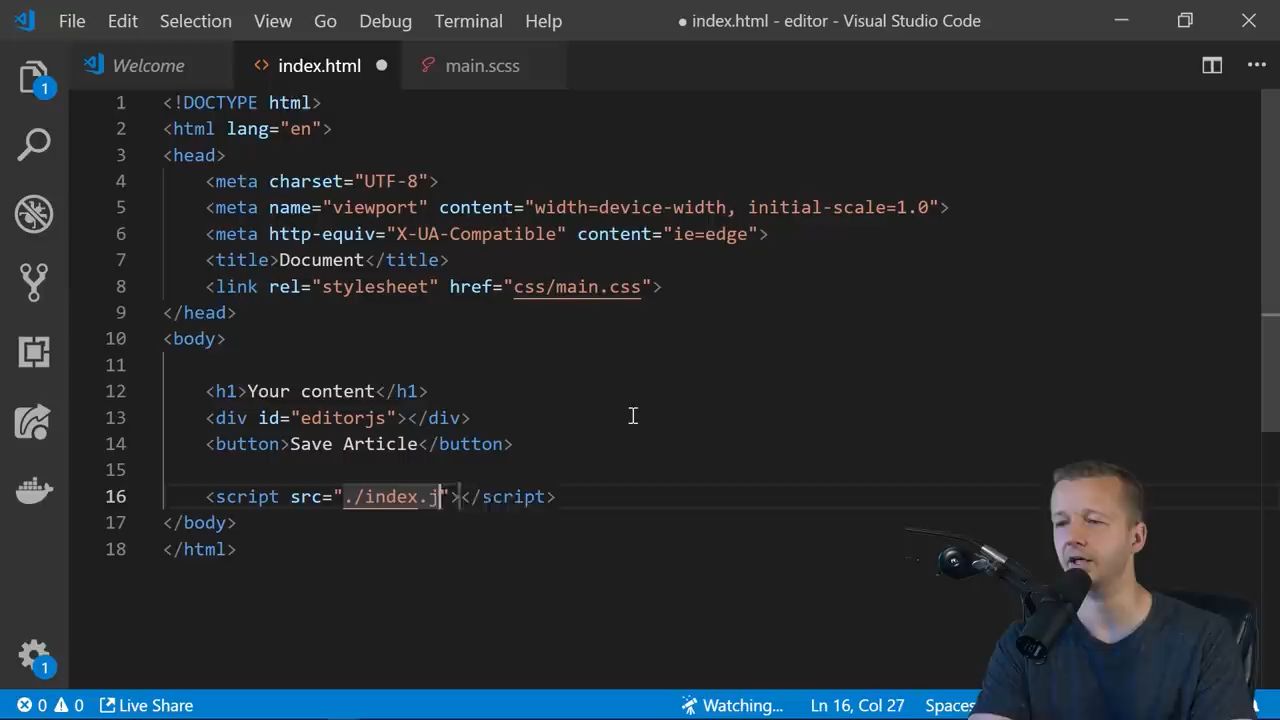 File Edit Selection View Go Debug Terminal Help ● index.html - editor - Visual Studio Code
Welcome index.html main.scss
1 <!DOCTYPE html>
2 <html lang="en">
3 <head>
4 <meta charset="UTF-8">
5 <meta name="viewport" content="width=device-width, initial-scale=1.0">
6 <meta http-equiv="X-UA-Compatible" content="ie=edge">
7 <title>Document</title>
8 <link rel="stylesheet" href="css/main.css">
9 </head>
10 <body>
11
12 <h1>Your content</h1>
13 <div id="editorjs"></div>
14 <button>Save Article</button>
15
16 <script src="./index.j"></script>
17 </body>
18 </html>
1
1
0 0 Live Share Watching... Ln 16, Col 27 Spaces